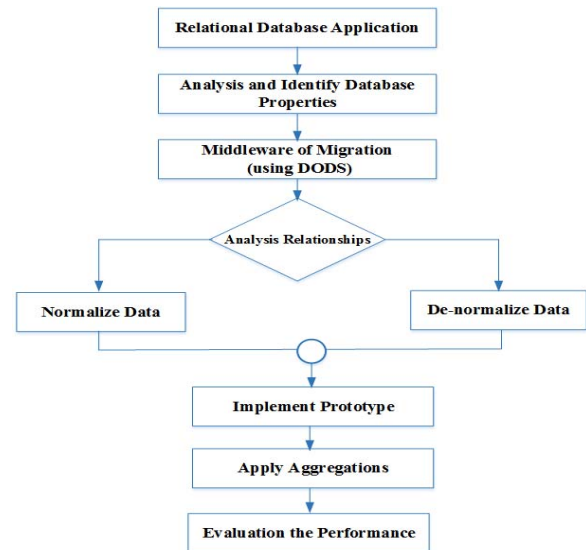 Relational Database Application
Analysis and Identify Database
Properties
Middleware of Migration
(using DODS)
Analysis Relationships
Normalize Data
De-normalize Data
Implement Prototype
Apply Aggregations
Evaluation the Performance